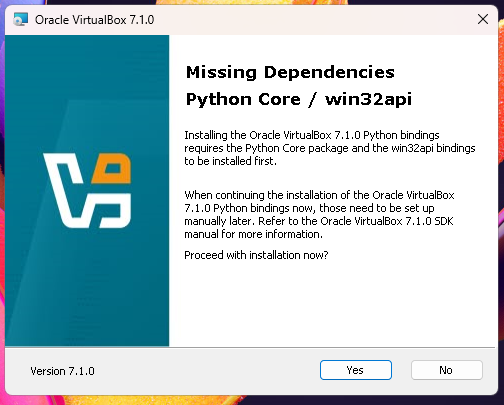 Oracle VirtualBox 7.1.0
Missing Dependencies
Python Core / win32api
Installing the Oracle VirtualBox 7.1.0 Python bindings
requires the Python Core package and the win32api bindings
to be installed first.
When continuing the installation of the Oracle VirtualBox
7.1.0 Python bindings now, those need to be set up
manually later. Refer to the Oracle VirtualBox 7.1.0 SDK
manual for more information.
Proceed with installation now?
Version 7.1.0
Yes
No